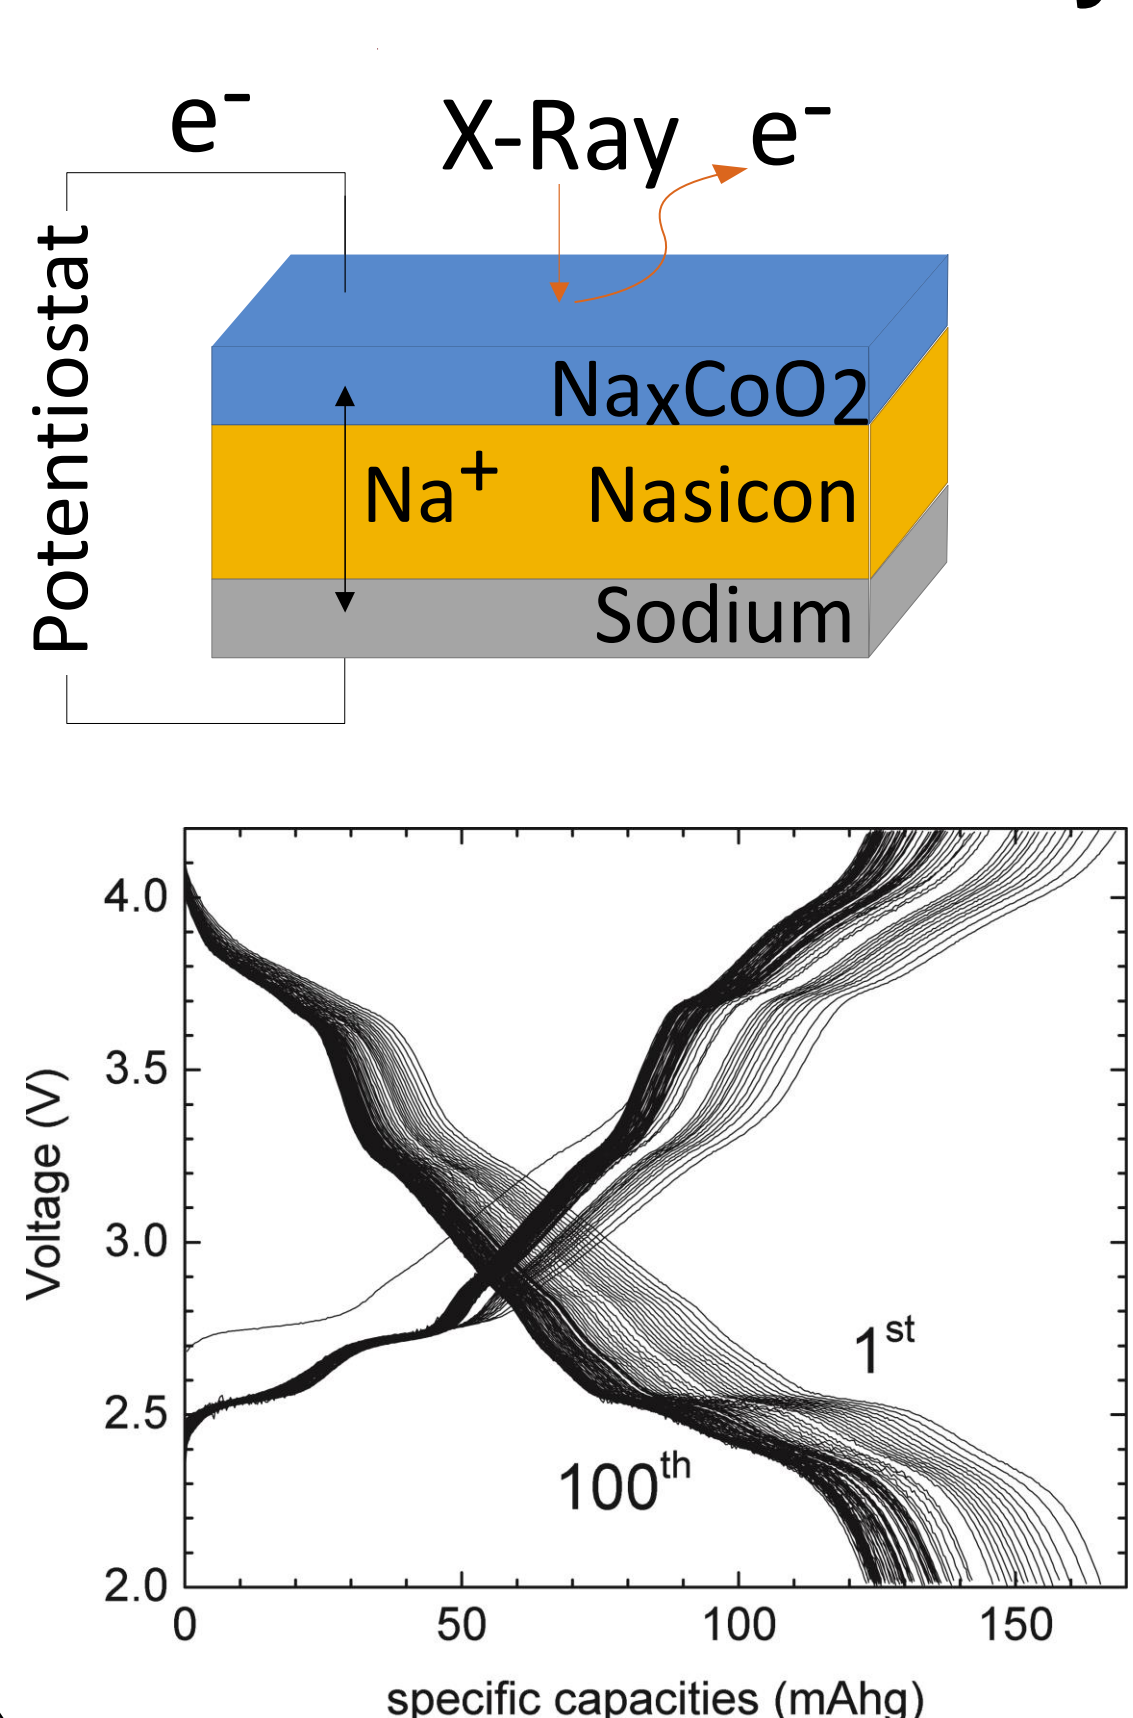 e⁻
X-Ray
e⁻
Potentiostat
NaxCoO2
Na⁺
Nasicon
Sodium
4.0
3.5
3.0
2.5
2.0
Voltage (V)
1st
100th
0
50
100
150
specific capacities (mAhg)